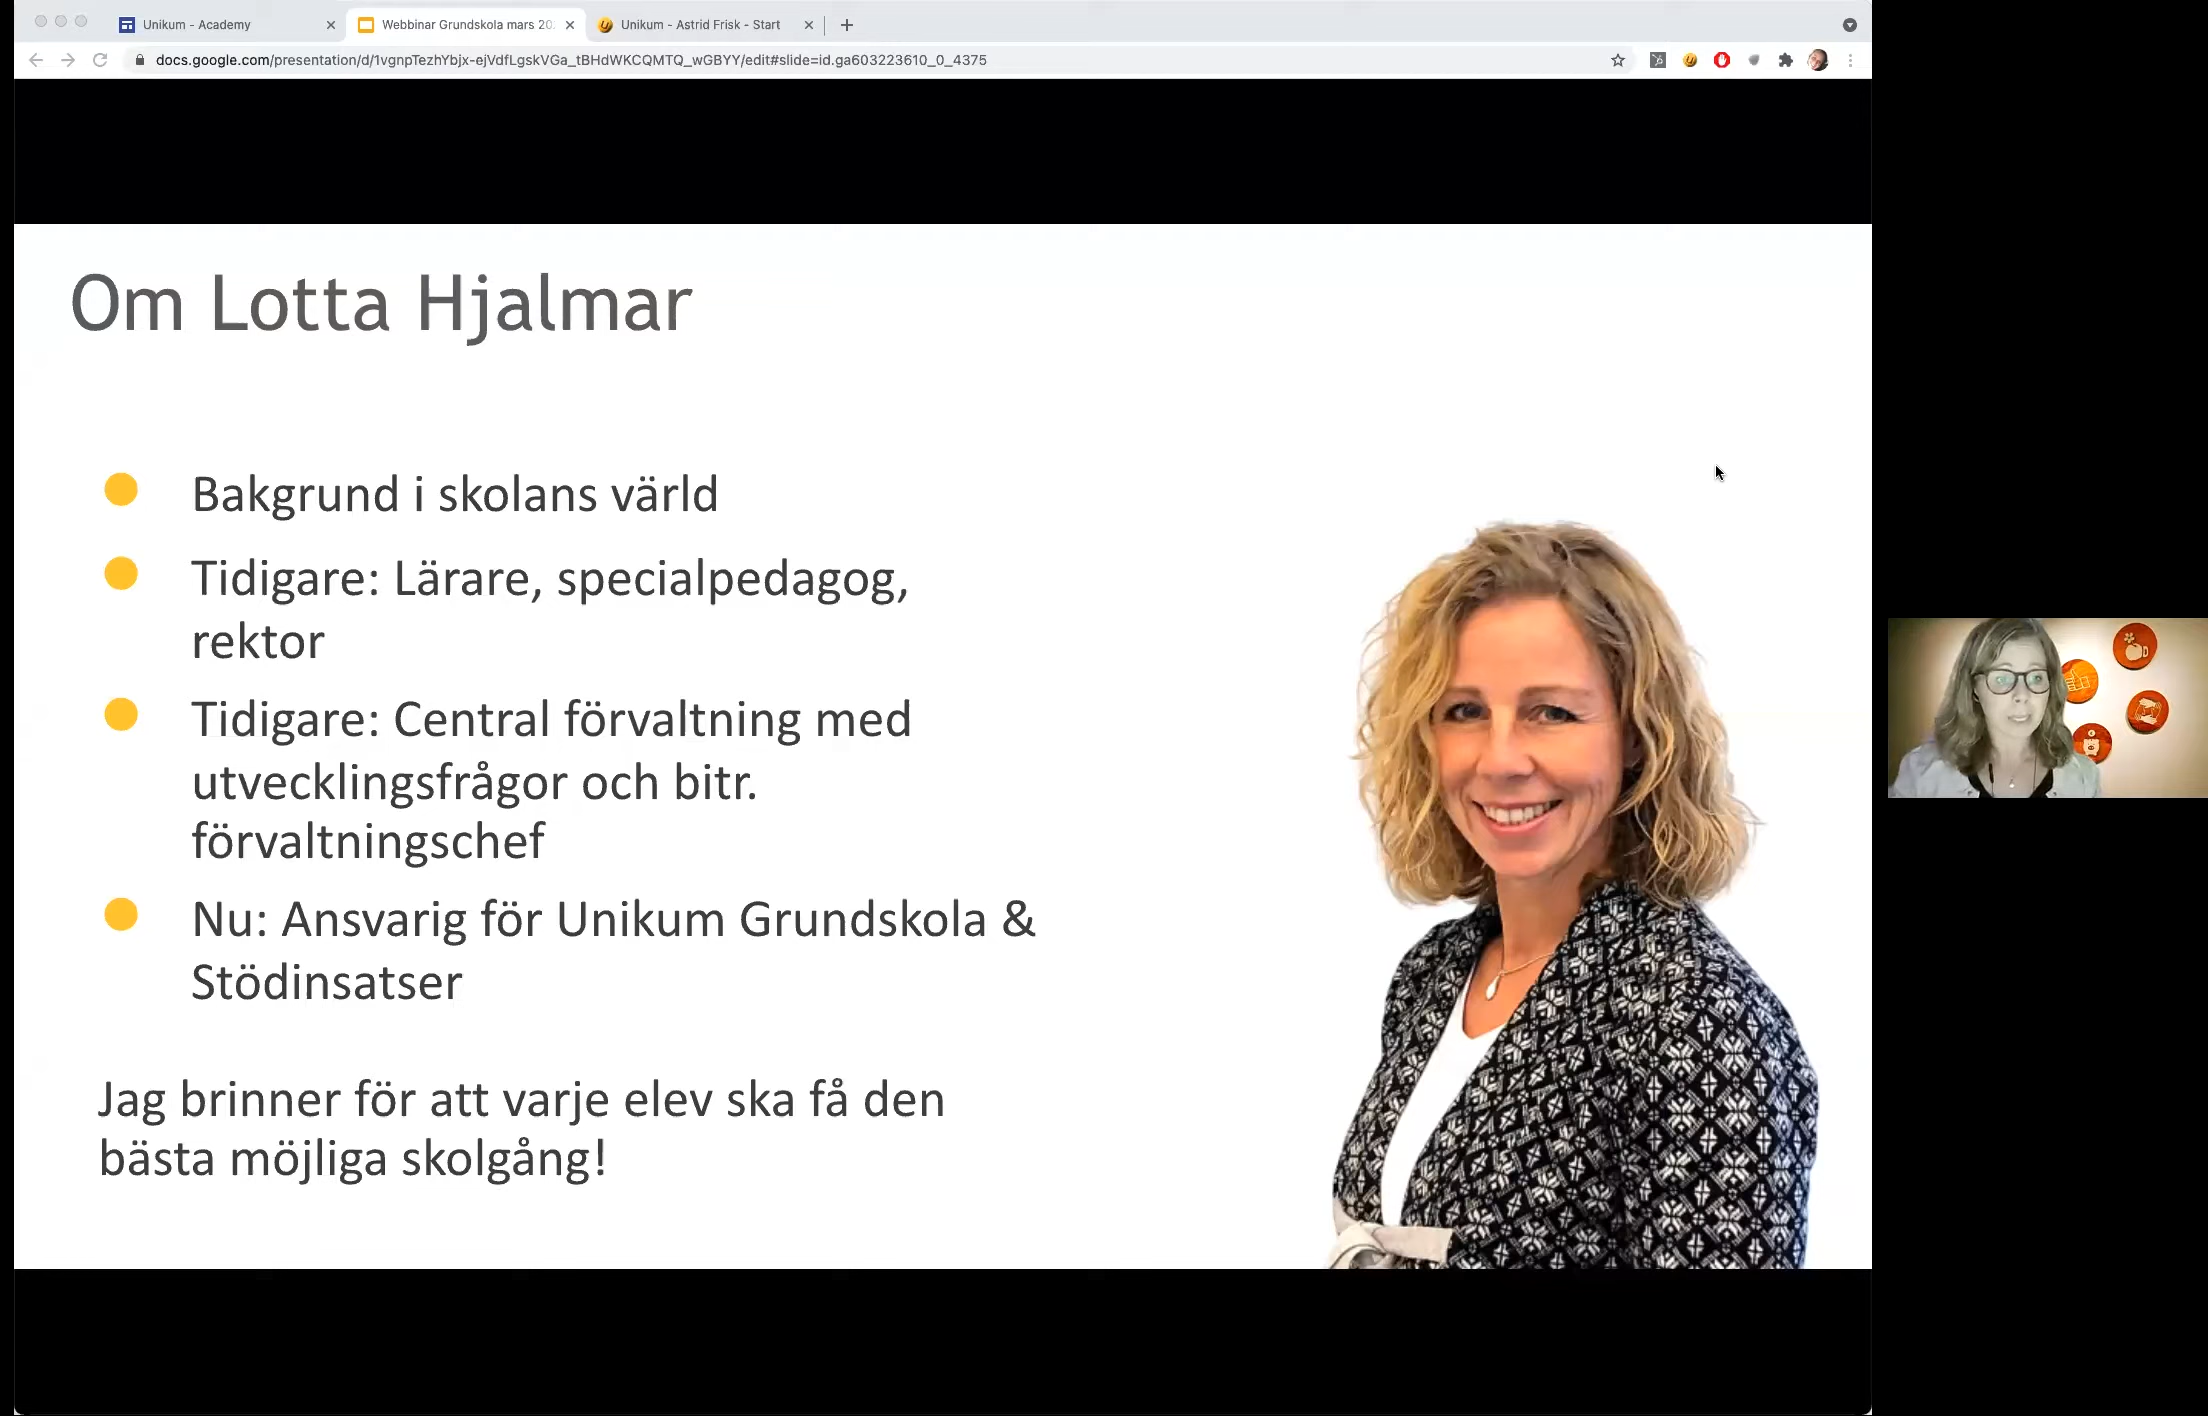 Unikum - Academy
Webbinar Grundskola mars 20
Unikum - Astrid Frisk - Start
docs.google.com/presentation/d/1vgnpTezhYbjx-ejVdfLgskVGa_tBHdWKCQMTQ_wGBYY/edit#slide=id.ga603223610_0_4375
Om Lotta Hjalmar
Bakgrund i skolans värld
Tidigare: Lärare, specialpedagog,
rektor
Tidigare: Central förvaltning med
utvecklingsfrågor och bitr.
förvaltningschef
Nu: Ansvarig för Unikum Grundskola &
Stödinsatser
Jag brinner för att varje elev ska få den
bästa möjliga skolgång!